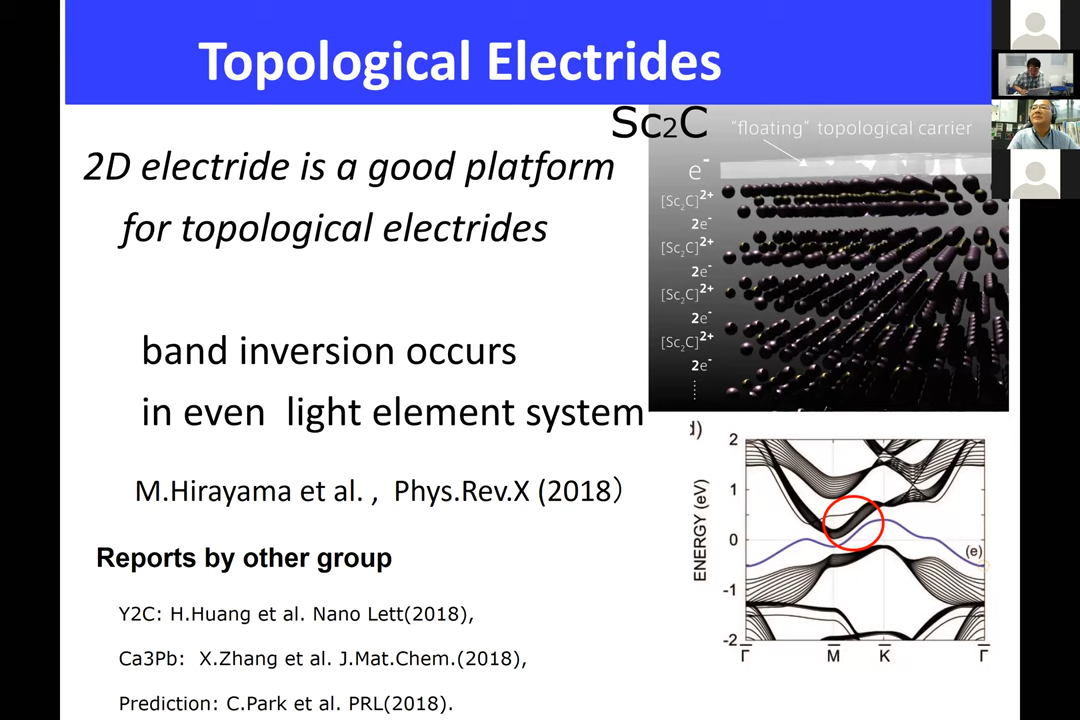 Topological Electrides
Sc2C
"floating" topological carrier
2D electride is a good platform
for topological electrides
e-
[Sc2C]2+
2e-
[Sc2C]2+
2e-
[Sc2C]2+
2e-
[Sc2C]2+
2e-
band inversion occurs
in even light element system
M.Hirayama et al. , Phys.Rev.X (2018)
Reports by other group
Y2C: H.Huang et al. Nano Lett(2018),
Ca3Pb: X.Zhang et al. J.Mat.Chem.(2018),
Prediction: C.Park et al. PRL(2018).
d)
ENERGY (eV)
2
1
0
-1
-2
(e)
Γ̅ M̅ K̅ Γ̅